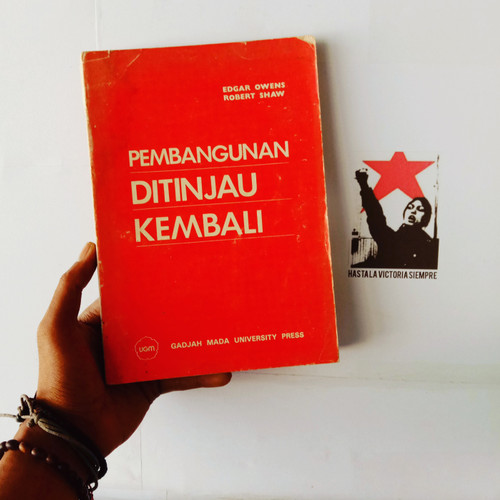 EDGAR OWENS
ROBERT SHAW
PEMBANGUNAN
DITINJAU
KEMBALI
UGM
GADJAH MADA UNIVERSITY PRESS
HASTA LA VICTORIA SIEMPRE